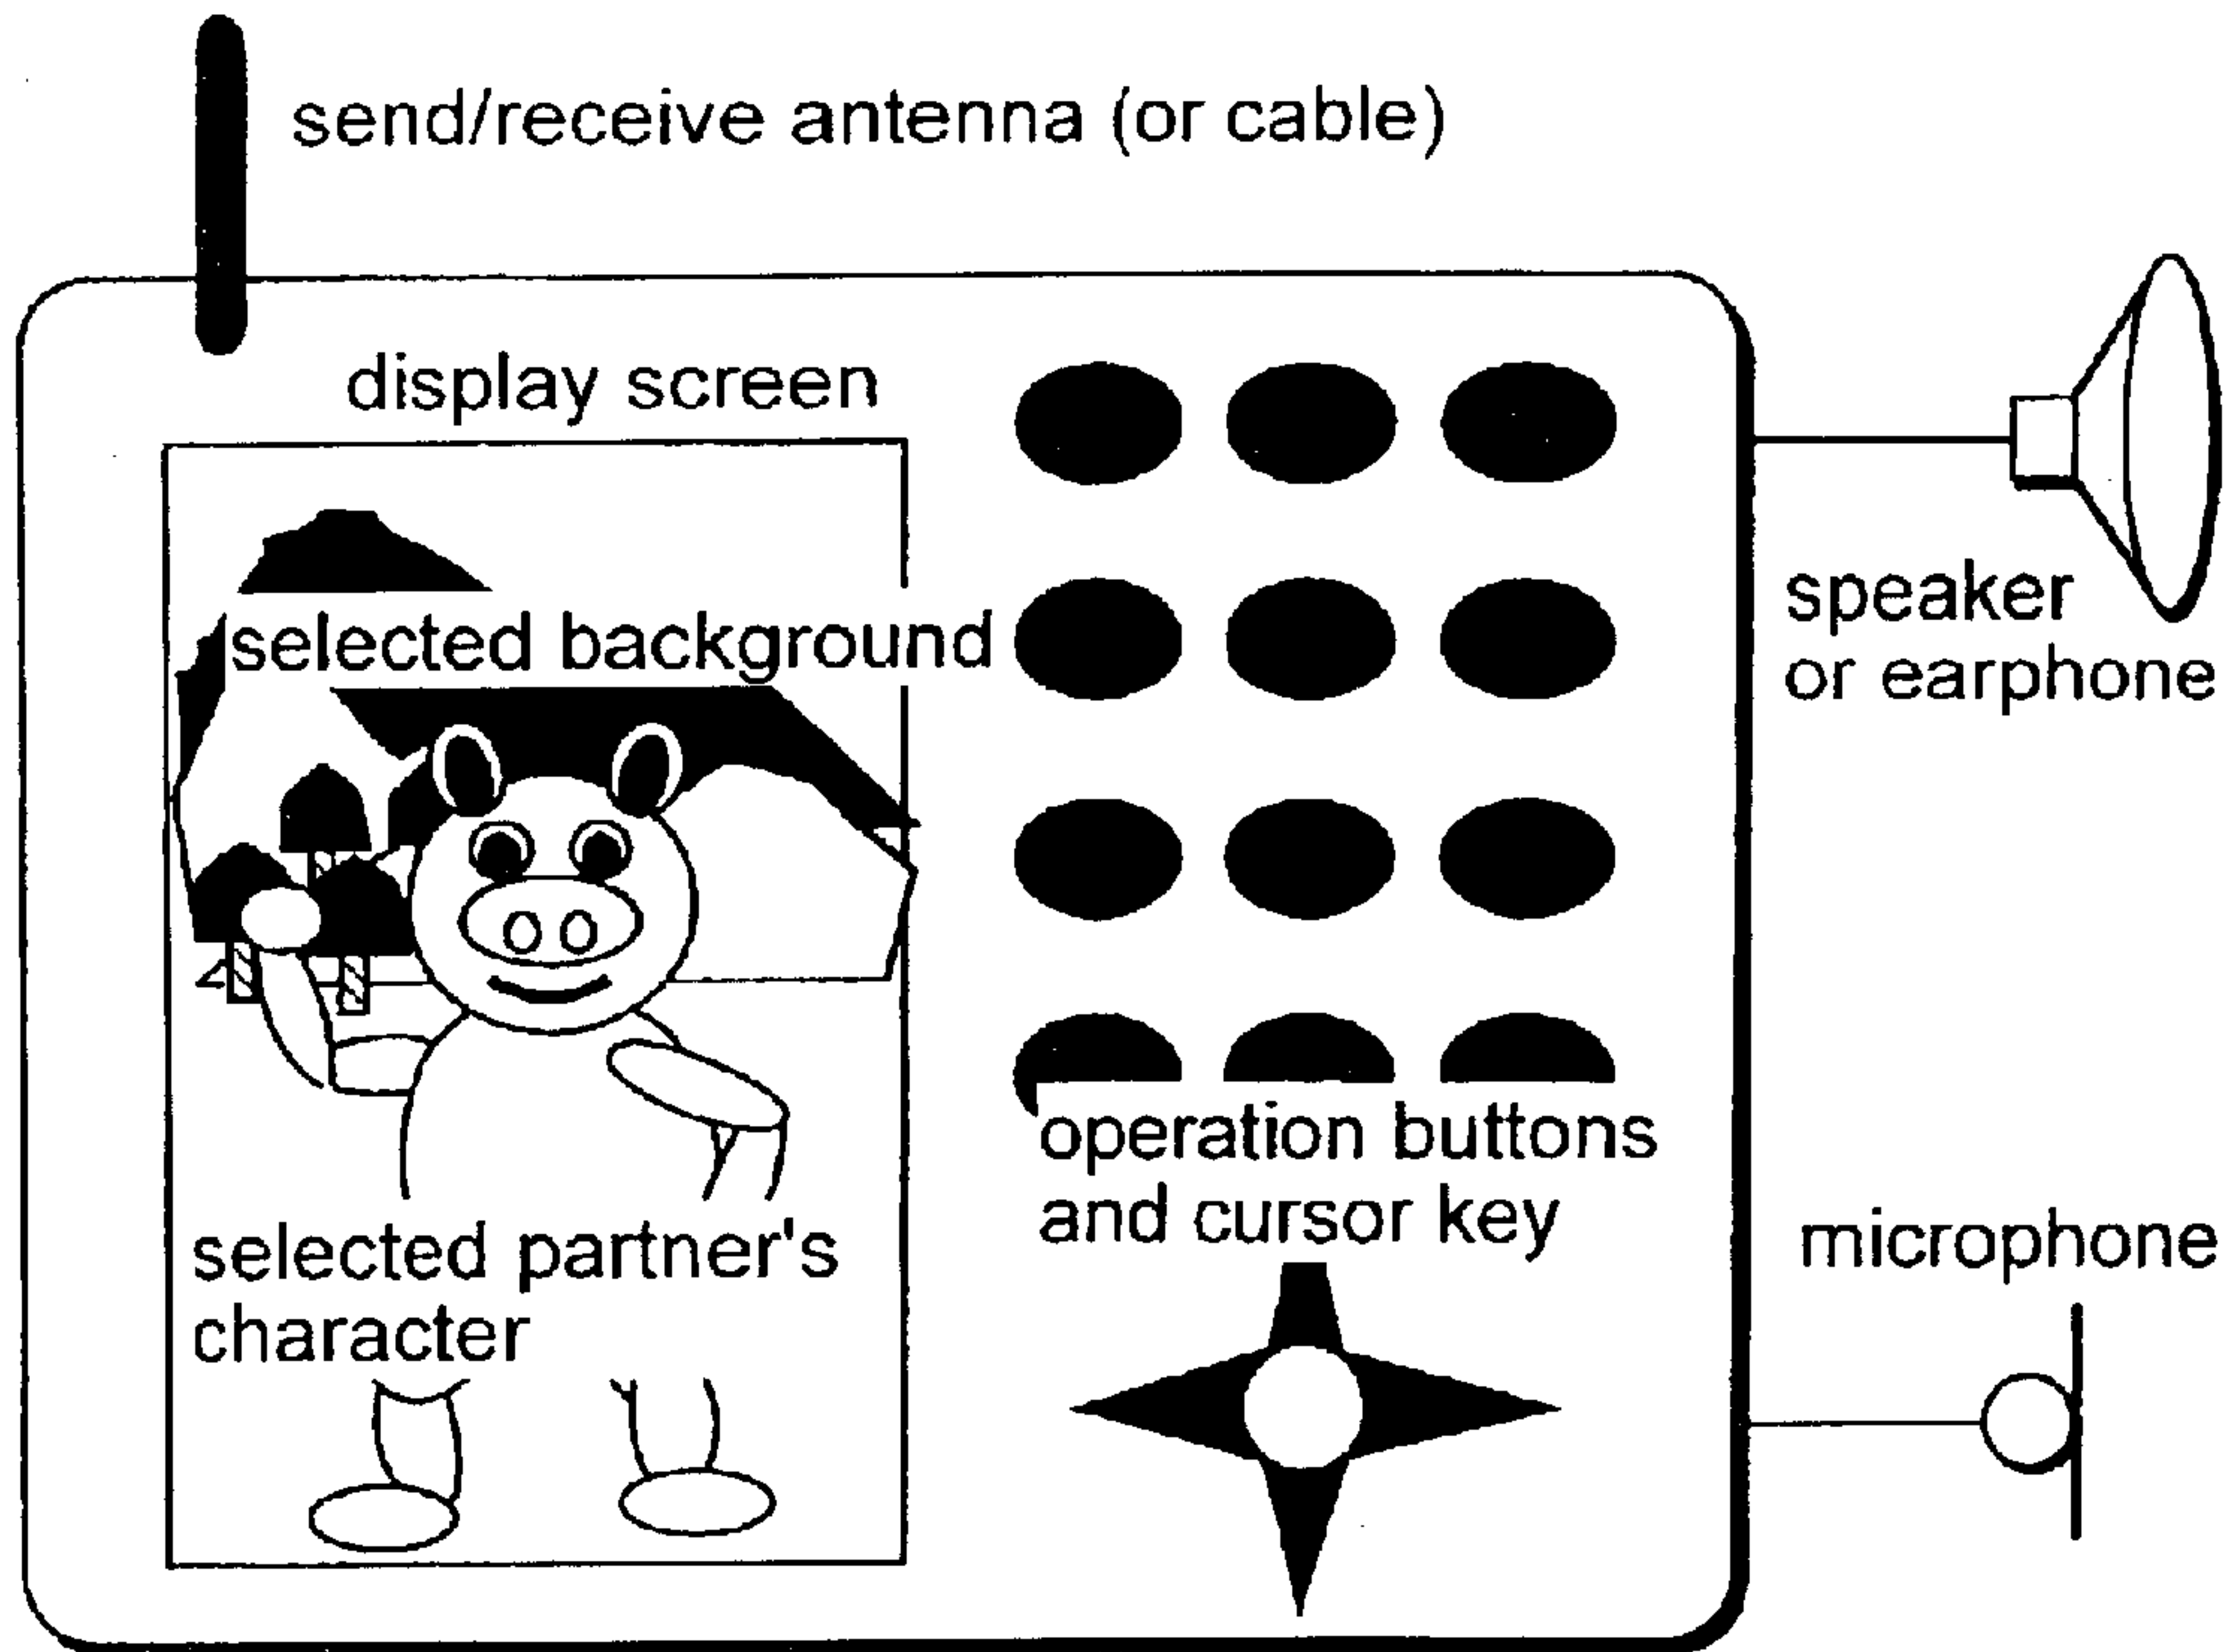 send/receive antenna (or cable)
display screen
selected background
speaker
or earphone
operation buttons
and cursor key
selected partner's
character
microphone